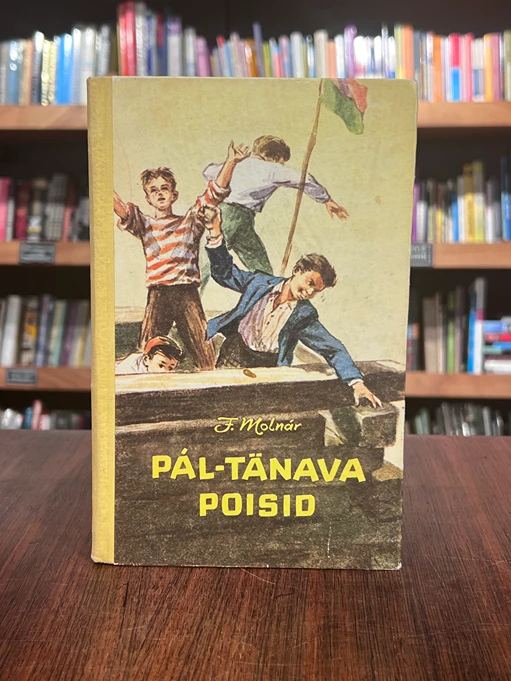 F. Molnár
PÁL-TÄNAVA
POISID